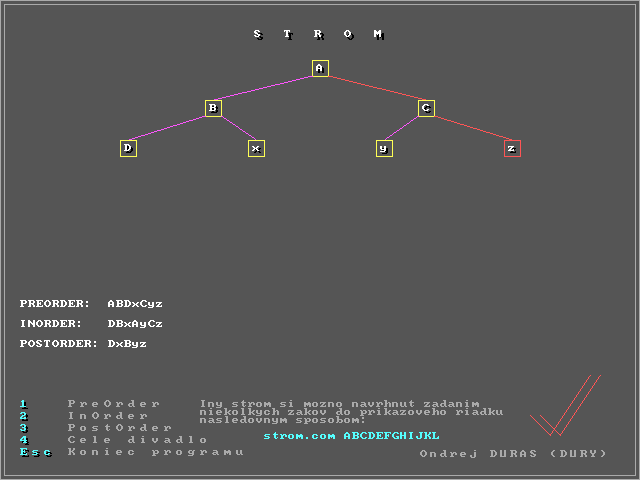 S T R O M
A
B C
D x y z
PREORDER: ABDxCyz
INORDER: DBxAyCz
POSTORDER: DxByz
1 PreOrder
2 InOrder
3 PostOrder
4 Cele divadlo
Esc Koniec programu
Iny strom si mozno navrhnut zadanim
niekolkych zakov do prikazoveho riadku
nasledovnym sposobom:
strom.com ABCDEFGHIJKL
Ondrej DURAS (DURY)